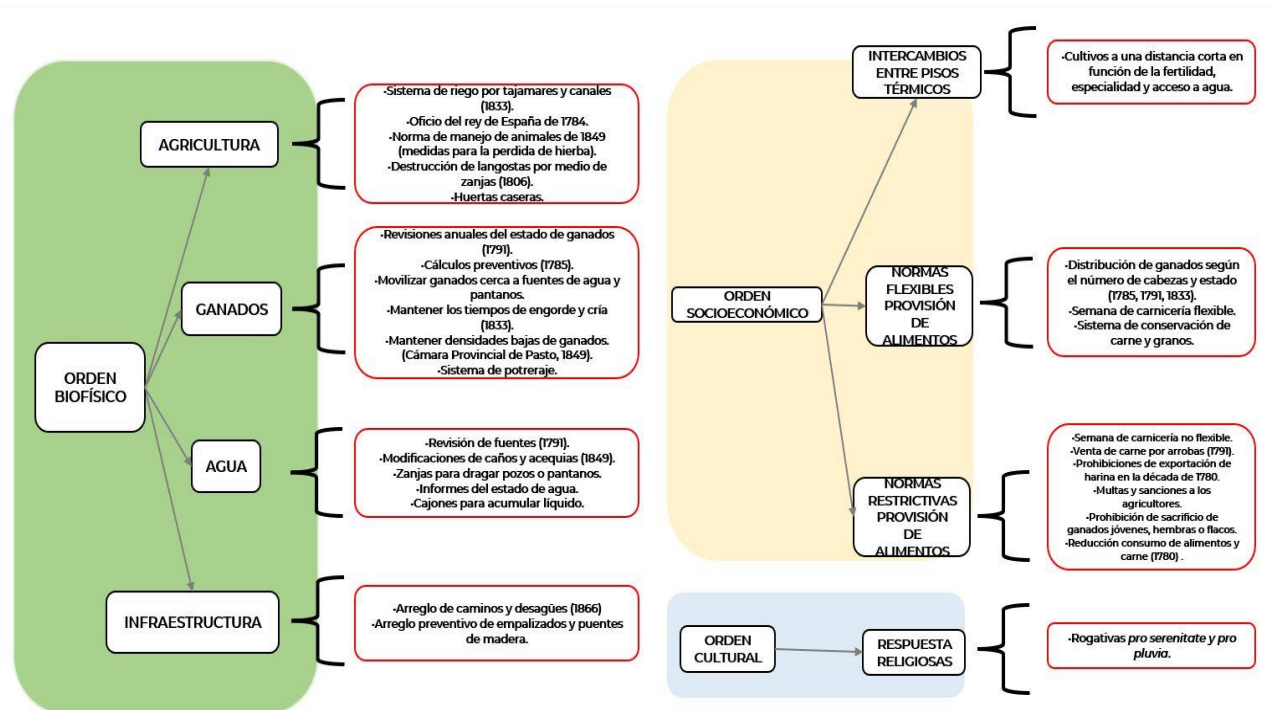 ORDEN
BIOFÍSICO
AGRICULTURA
•Sistema de riego por tajamares y canales
(1833).
•Oficio del rey de España de 1784.
•Norma de manejo de animales de 1849
(medidas para la perdida de hierba).
•Destrucción de langostas por medio de
zanjas (1806).
•Huertas caseras.
GANADOS
•Revisiones anuales del estado de ganados
(1791).
•Cálculos preventivos (1785).
•Movilizar ganados cerca a fuentes de agua y
pantanos.
•Mantener los tiempos de engorde y cría
(1833).
•Mantener densidades bajas de ganados.
(Cámara Provincial de Pasto, 1849).
•Sistema de potreraje.
AGUA
•Revisión de fuentes (1791).
•Modificaciones de caños y acequias (1849).
•Zanjas para dragar pozos o pantanos.
•Informes del estado de agua.
•Cajones para acumular líquido.
INFRAESTRUCTURA
•Arreglo de caminos y desagües (1866)
•Arreglo preventivo de empalizados y puentes
de madera.
ORDEN
SOCIOECONÓMICO
INTERCAMBIOS
ENTRE PISOS
TÉRMICOS
•Cultivos a una distancia corta en
función de la fertilidad,
especialidad y acceso a agua.
NORMAS
FLEXIBLES
PROVISIÓN
DE
ALIMENTOS
•Distribución de ganados según
el número de cabezas y estado
(1785, 1791, 1833).
•Semana de carnicería flexible.
•Sistema de conservación de
carne y granos.
NORMAS
RESTRICTIVAS
PROVISIÓN
DE
ALIMENTOS
•Semana de carnicería no flexible.
•Venta de carne por arrobas (1791).
•Prohibiciones de exportación de
harina en la década de 1780.
•Multas y sanciones a los
agricultores.
•Prohibición de sacrificio de
ganados jóvenes, hembras o flacos.
•Reducción consumo de alimentos y
carne (1780) .
ORDEN
CULTURAL
RESPUESTA
RELIGIOSAS
•Rogativas pro serenitate y pro
pluvia.